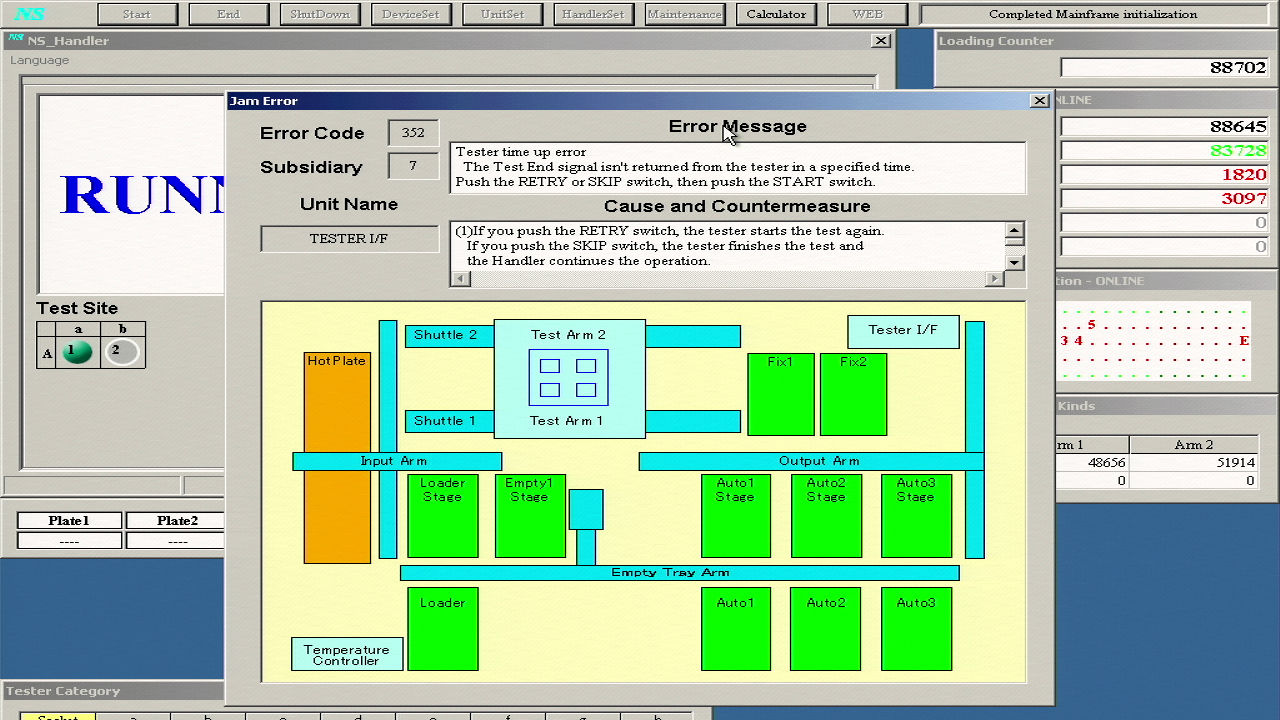 NS Start End ShutDown DeviceSet UnitSet HandlerSet Maintenance Calculator WEB Completed Mainframe initialization
NS NS_Handler
Language
Loading Counter
88702
NLINE
88645
83728
1820
3097
0
0
RUNN
Test Site
a b
A 1 2
Plate1 Plate2
---- ----
Jam Error
Error Code 352
Subsidiary 7
Unit Name
TESTER I/F
Error Message
Tester time up error
The Test End signal isn't returned from the tester in a specified time.
Push the RETRY or SKIP switch, then push the START switch.
Cause and Countermeasure
(1)If you push the RETRY switch, the tester starts the test again.
If you push the SKIP switch, the tester finishes the test and
the Handler continues the operation.
Shuttle 2 Test Arm 2 Tester I/F
HotPlate Fix1 Fix2
Shuttle 1 Test Arm 1
Input Arm Output Arm
Loader
Stage
Empty1
Stage
Auto1
Stage
Auto2
Stage
Auto3
Stage
Empty Tray Arm
Loader Auto1 Auto2 Auto3
Temperature
Controller
tion - ONLINE
5
3 4 E
Kinds
rm 1 Arm 2
48656 51914
0 0
Tester Category
Socket a b c d e f g h